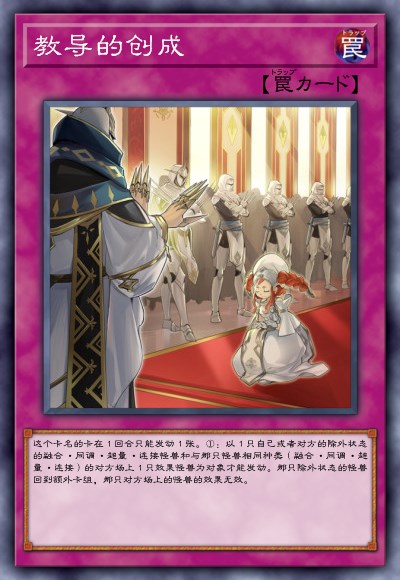 教导的创成
トラップ
罠
【罠カード】
トラップ
这个卡名的卡在1回合只能发动1张。①：以1只自己或者对方的除外状态
的融合·同调·超量·连接怪兽和与那只怪兽相同种类（融合·同调·超
量·连接）的对方场上1只效果怪兽为对象才能发动。那只除外状态的怪兽
回到额外卡组，那只对方场上的怪兽的效果无效。